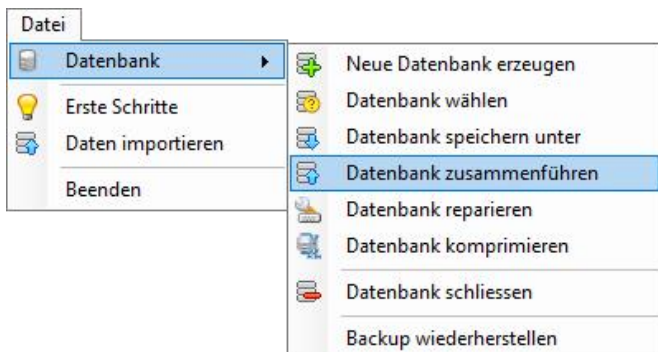 Datei
Datenbank
Erste Schritte
Daten importieren
Beenden
Neue Datenbank erzeugen
Datenbank wählen
Datenbank speichern unter
Datenbank zusammenführen
Datenbank reparieren
Datenbank komprimieren
Datenbank schliessen
Backup wiederherstellen